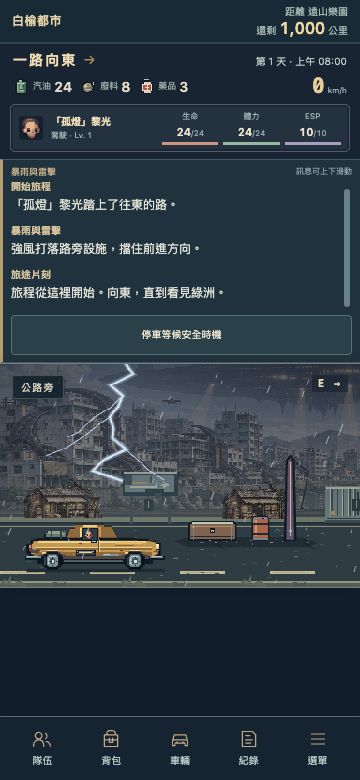 白榆都市
距離 遠山樂園
還剩 1,000 公里
一路向東 →
第 1 天 · 上午 08:00
汽油 24 廢料 8 藥品 3
0 km/h
「孤燈」黎光
駕駛 · Lv. 1
生命 體力 ESP
24/24 24/24 10/10
暴雨與雷擊
訊息可上下滑動
開始旅程
「孤燈」黎光踏上了往東的路。
暴雨與雷擊
強風打落路旁設施，擋住前進方向。
旅途片刻
旅程從這裡開始。向東，直到看見綠洲。
停車等候安全時機
公路旁
E →
隊伍 背包 車輛 紀錄 選單